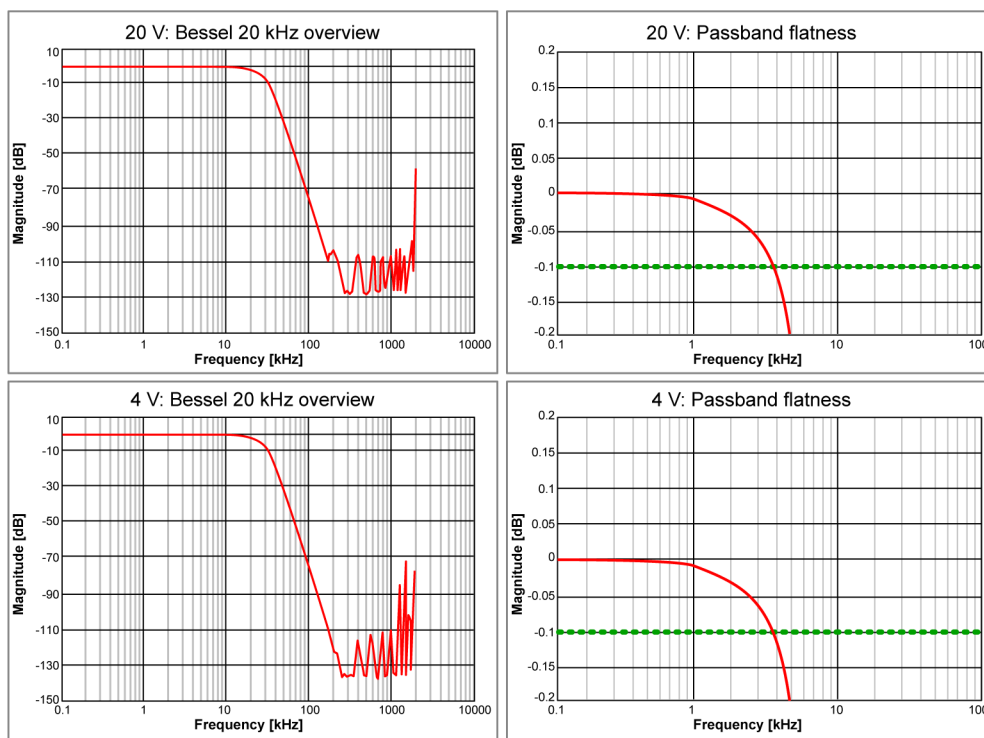 20 V: Bessel 20 kHz overview
10
-10
-30
-50
-70
-90
-110
-130
-150
Magnitude [dB]
0.1 1 10 100 1000 10000
Frequency [kHz]
20 V: Passband flatness
0.2
0.15
0.1
0.05
0
-0.05
-0.1
-0.15
-0.2
Magnitude [dB]
0.1 1 10 100
Frequency [kHz]
4 V: Bessel 20 kHz overview
10
-10
-30
-50
-70
-90
-110
-130
-150
Magnitude [dB]
0.1 1 10 100 1000 10000
Frequency [kHz]
4 V: Passband flatness
0.2
0.15
0.1
0.05
0
-0.05
-0.1
-0.15
-0.2
Magnitude [dB]
0.1 1 10 100
Frequency [kHz]